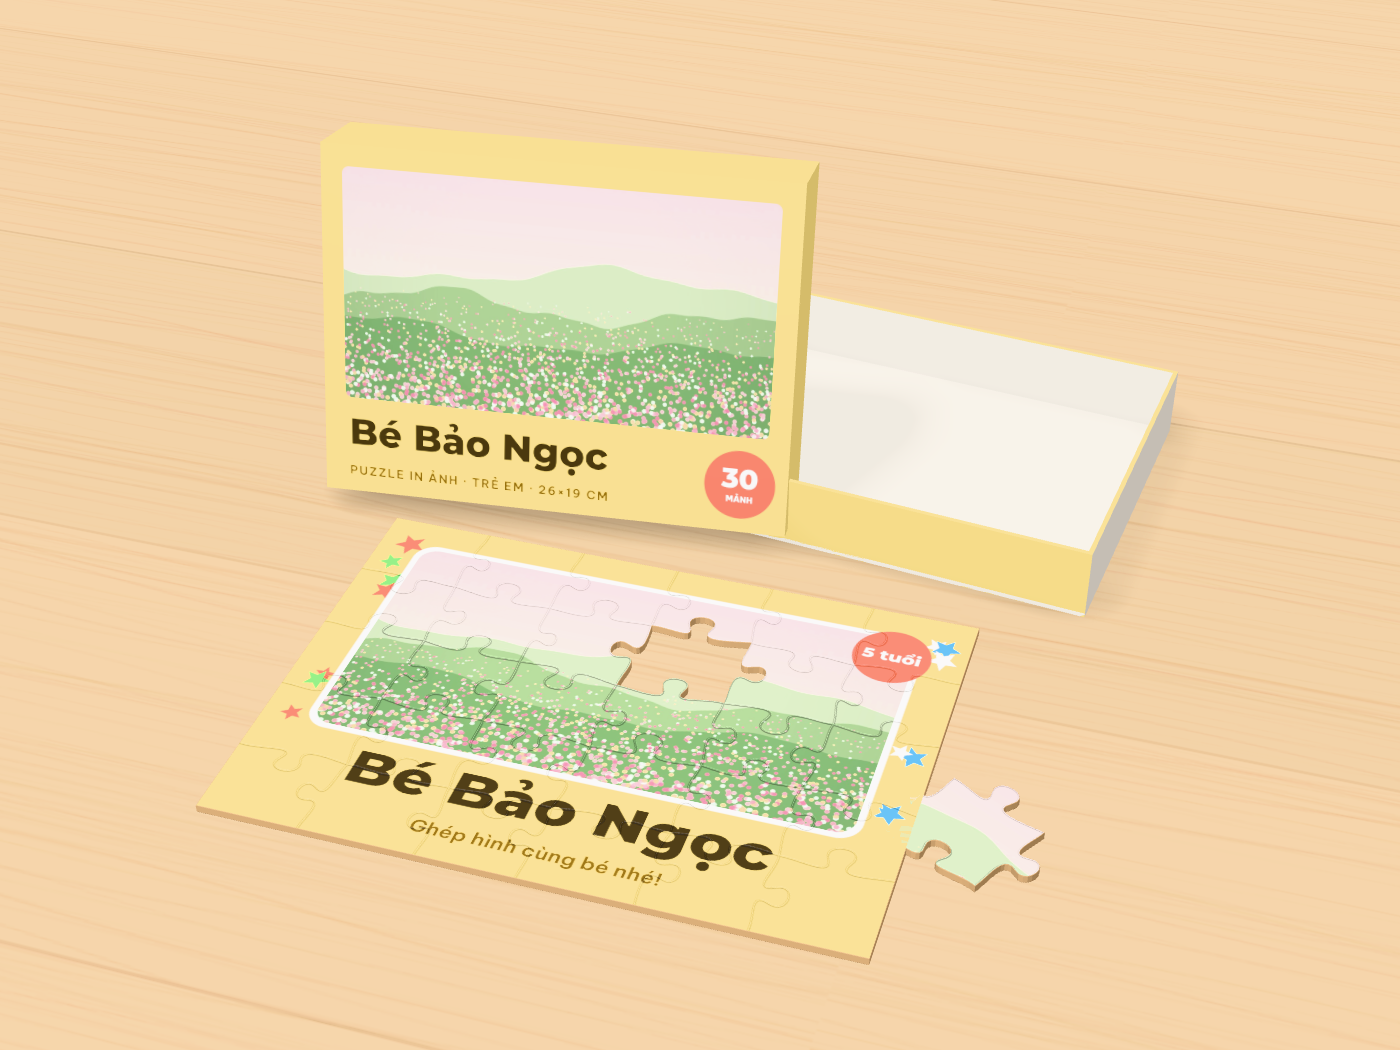 Bé Bảo Ngọc
PUZZLE IN ẢNH · TRẺ EM · 26×19 CM
30
MẢNH
5 tuổi
Bé Bảo Ngọc
Ghép hình cùng bé nhé!